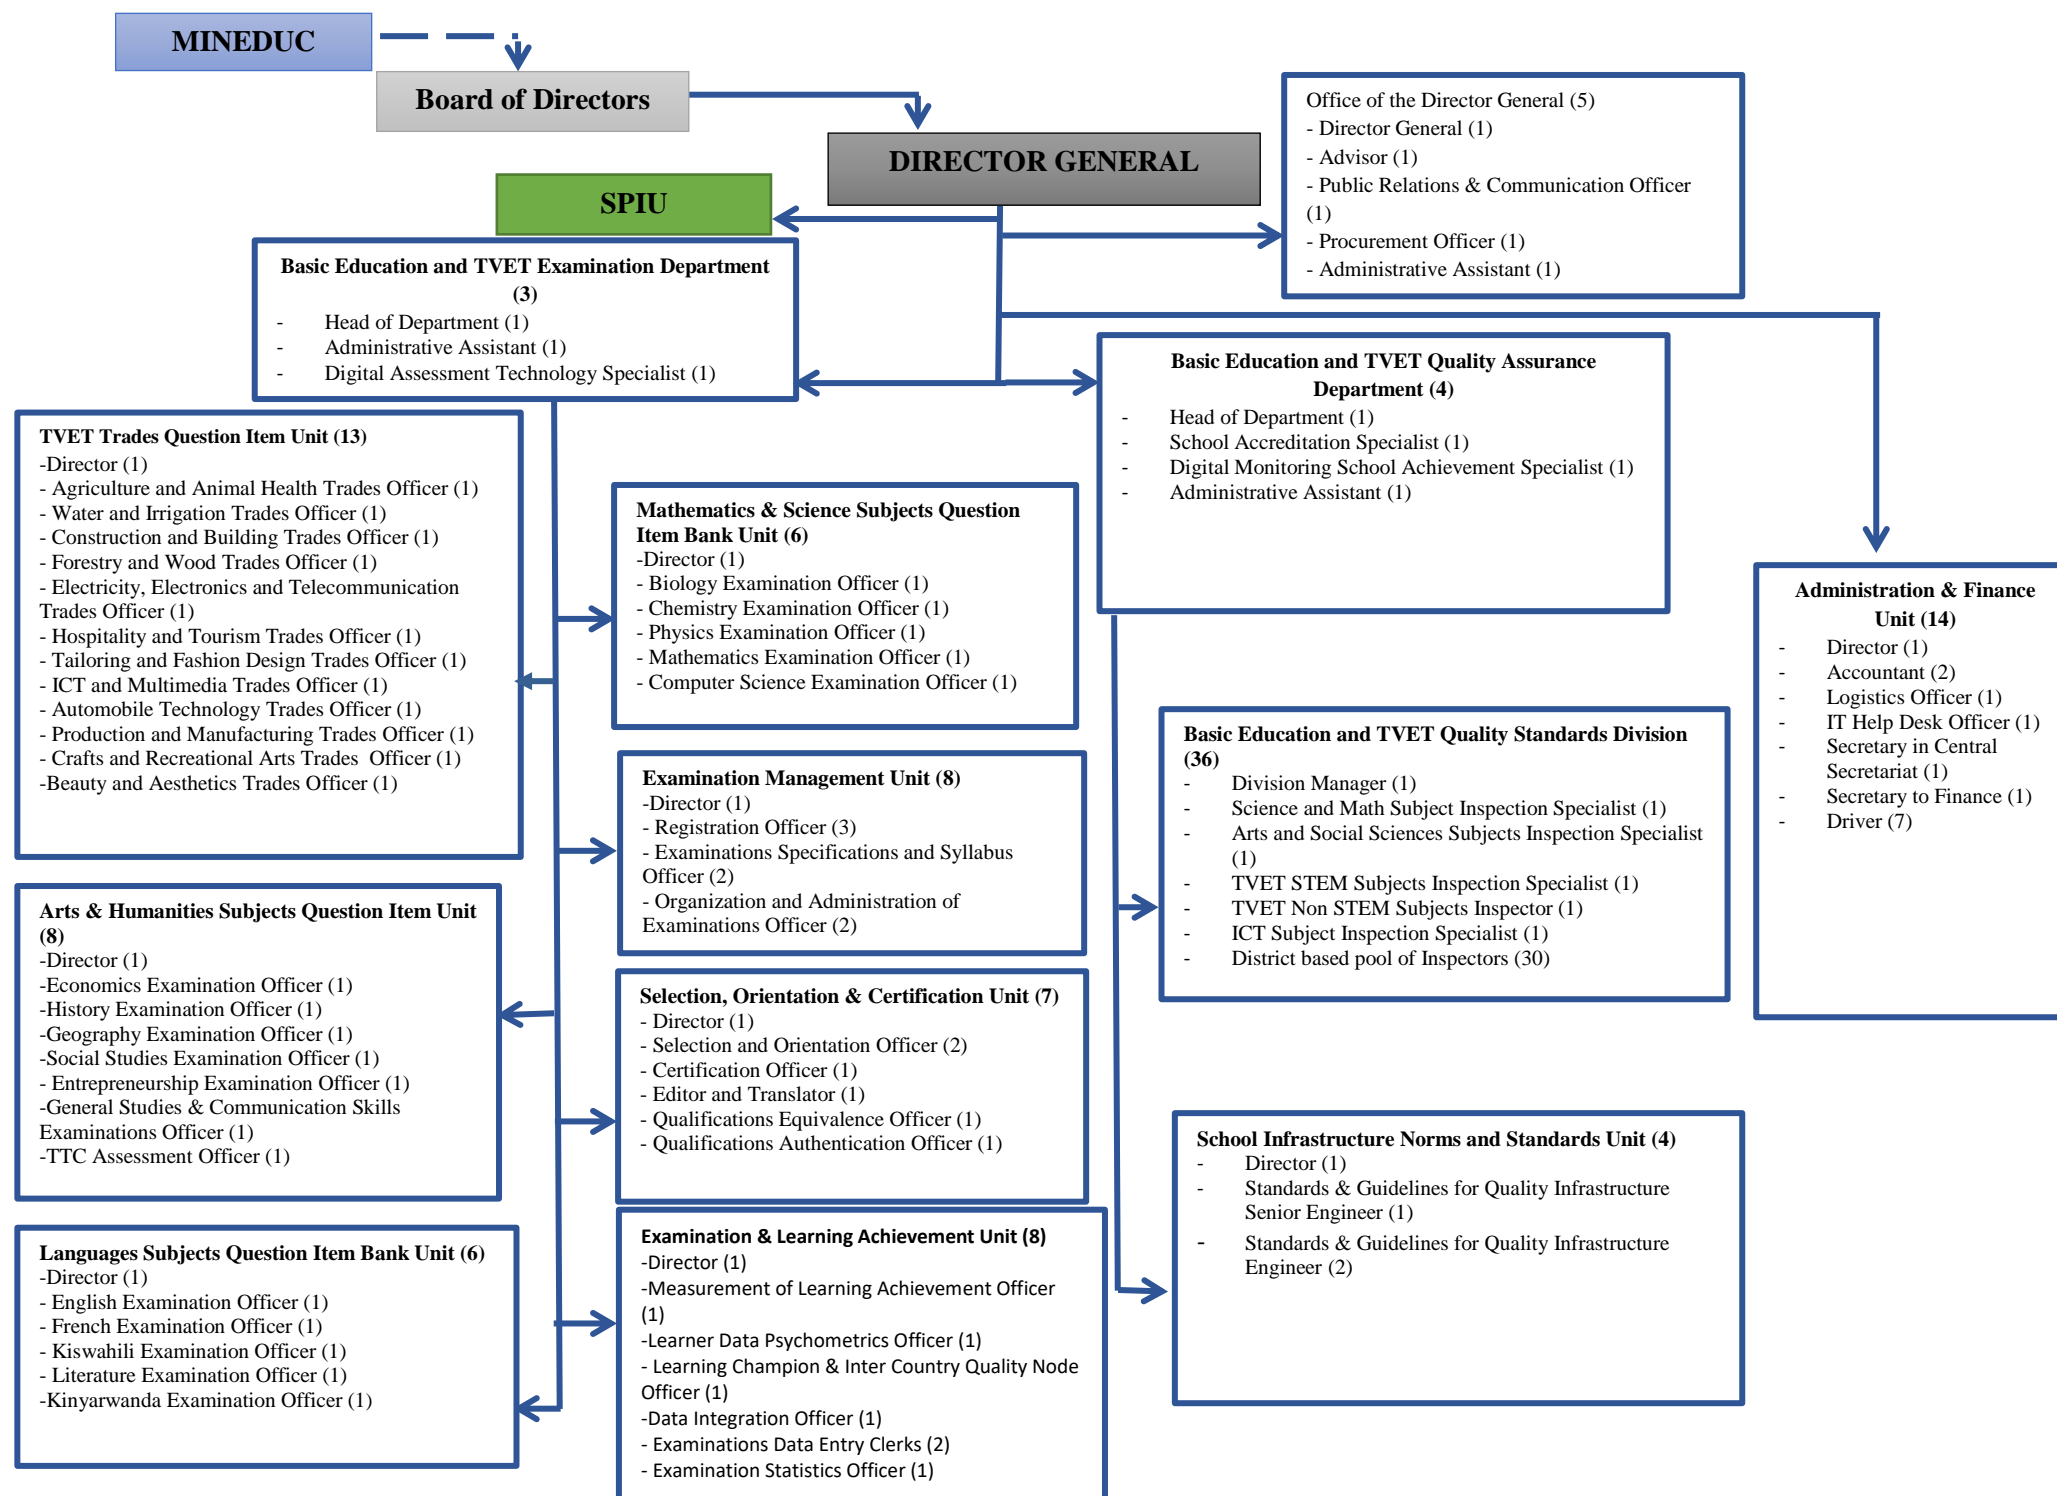 MINEDUC
Board of Directors
DIRECTOR GENERAL
SPIU
Office of the Director General (5)
- Director General (1)
- Advisor (1)
- Public Relations & Communication Officer
(1)
- Procurement Officer (1)
- Administrative Assistant (1)
Basic Education and TVET Examination Department
(3)
- Head of Department (1)
- Administrative Assistant (1)
- Digital Assessment Technology Specialist (1)
Basic Education and TVET Quality Assurance
Department (4)
- Head of Department (1)
- School Accreditation Specialist (1)
- Digital Monitoring School Achievement Specialist (1)
- Administrative Assistant (1)
TVET Trades Question Item Unit (13)
-Director (1)
- Agriculture and Animal Health Trades Officer (1)
- Water and Irrigation Trades Officer (1)
- Construction and Building Trades Officer (1)
- Forestry and Wood Trades Officer (1)
- Electricity, Electronics and Telecommunication
Trades Officer (1)
- Hospitality and Tourism Trades Officer (1)
- Tailoring and Fashion Design Trades Officer (1)
- ICT and Multimedia Trades Officer (1)
- Automobile Technology Trades Officer (1)
- Production and Manufacturing Trades Officer (1)
- Crafts and Recreational Arts Trades  Officer (1)
-Beauty and Aesthetics Trades Officer (1)
Mathematics & Science Subjects Question
Item Bank Unit (6)
-Director (1)
- Biology Examination Officer (1)
- Chemistry Examination Officer (1)
- Physics Examination Officer (1)
- Mathematics Examination Officer (1)
- Computer Science Examination Officer (1)
Administration & Finance
Unit (14)
- Director (1)
- Accountant (2)
- Logistics Officer (1)
- IT Help Desk Officer (1)
- Secretary in Central
Secretariat (1)
- Secretary to Finance (1)
- Driver (7)
Basic Education and TVET Quality Standards Division
(36)
- Division Manager (1)
- Science and Math Subject Inspection Specialist (1)
- Arts and Social Sciences Subjects Inspection Specialist
(1)
- TVET STEM Subjects Inspection Specialist (1)
- TVET Non STEM Subjects Inspector (1)
- ICT Subject Inspection Specialist (1)
- District based pool of Inspectors (30)
Examination Management Unit (8)
-Director (1)
- Registration Officer (3)
- Examinations Specifications and Syllabus
Officer (2)
- Organization and Administration of
Examinations Officer (2)
Arts & Humanities Subjects Question Item Unit
(8)
-Director (1)
-Economics Examination Officer (1)
-History Examination Officer (1)
-Geography Examination Officer (1)
-Social Studies Examination Officer (1)
- Entrepreneurship Examination Officer (1)
-General Studies & Communication Skills
Examinations Officer (1)
-TTC Assessment Officer (1)
Selection, Orientation & Certification Unit (7)
- Director (1)
- Selection and Orientation Officer (2)
- Certification Officer (1)
- Editor and Translator (1)
- Qualifications Equivalence Officer (1)
- Qualifications Authentication Officer (1)
School Infrastructure Norms and Standards Unit (4)
- Director (1)
- Standards & Guidelines for Quality Infrastructure
Senior Engineer (1)
- Standards & Guidelines for Quality Infrastructure
Engineer (2)
Languages Subjects Question Item Bank Unit (6)
-Director (1)
- English Examination Officer (1)
- French Examination Officer (1)
- Kiswahili Examination Officer (1)
- Literature Examination Officer (1)
-Kinyarwanda Examination Officer (1)
Examination & Learning Achievement Unit (8)
-Director (1)
-Measurement of Learning Achievement Officer
(1)
-Learner Data Psychometrics Officer (1)
- Learning Champion & Inter Country Quality Node
Officer (1)
-Data Integration Officer (1)
- Examinations Data Entry Clerks (2)
- Examination Statistics Officer (1)